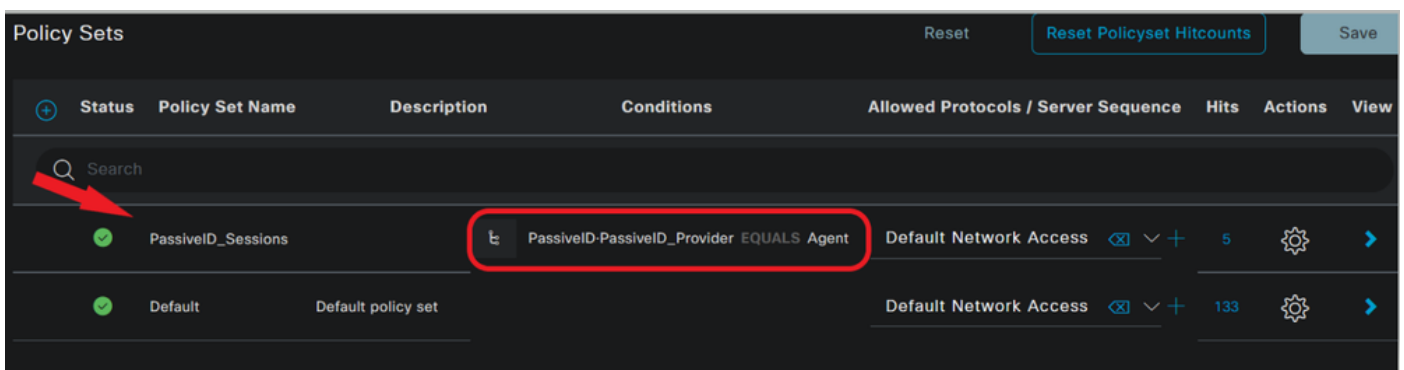 Policy Sets Reset Reset Policyset Hitcounts Save
Status Policy Set Name Description Conditions Allowed Protocols / Server Sequence Hits Actions View
Search
PassiveID_Sessions PassiveID·PassiveID_Provider EQUALS Agent Default Network Access 5
Default Default policy set Default Network Access 133